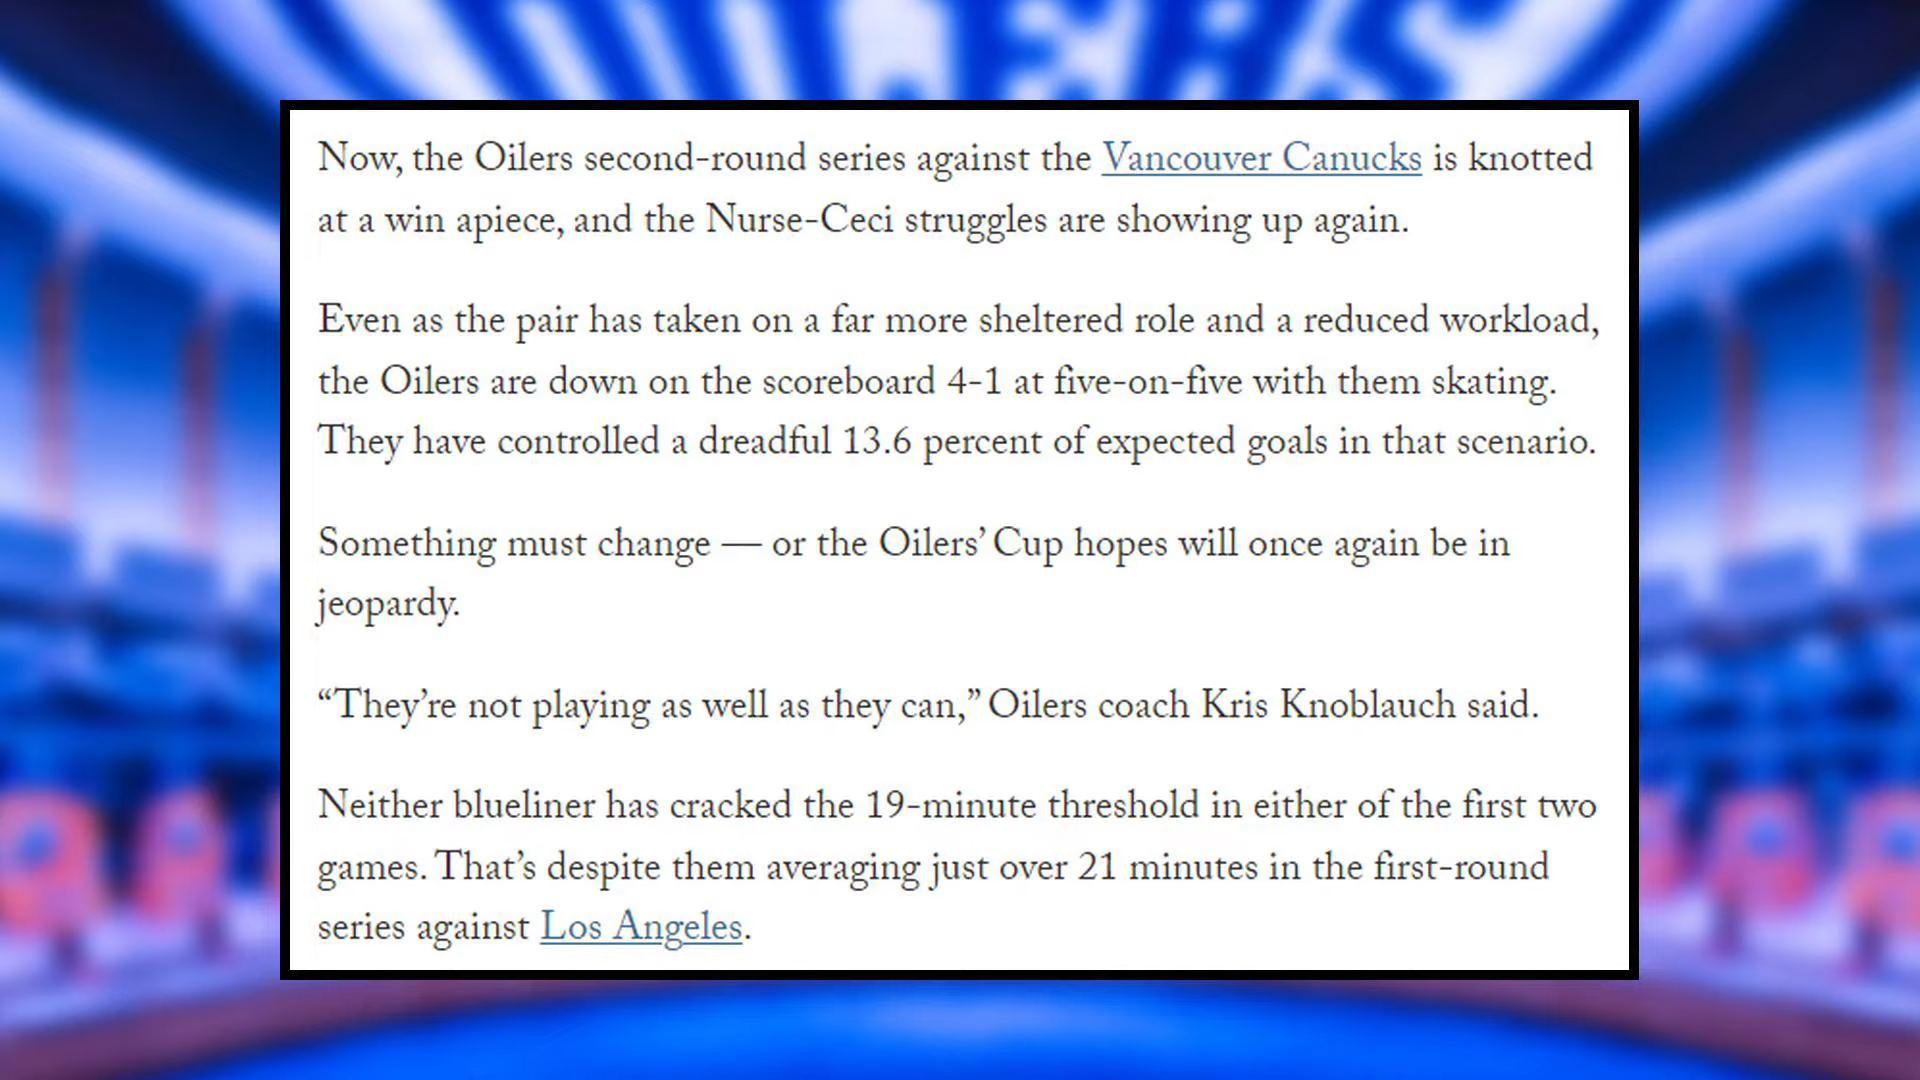 Now, the Oilers second-round series against the Vancouver Canucks is knotted
at a win apiece, and the Nurse-Ceci struggles are showing up again.
Even as the pair has taken on a far more sheltered role and a reduced workload,
the Oilers are down on the scoreboard 4-1 at five-on-five with them skating.
They have controlled a dreadful 13.6 percent of expected goals in that scenario.
Something must change — or the Oilers’ Cup hopes will once again be in
jeopardy.
“They’re not playing as well as they can,” Oilers coach Kris Knoblauch said.
Neither blueliner has cracked the 19-minute threshold in either of the first two
games. That’s despite them averaging just over 21 minutes in the first-round
series against Los Angeles.